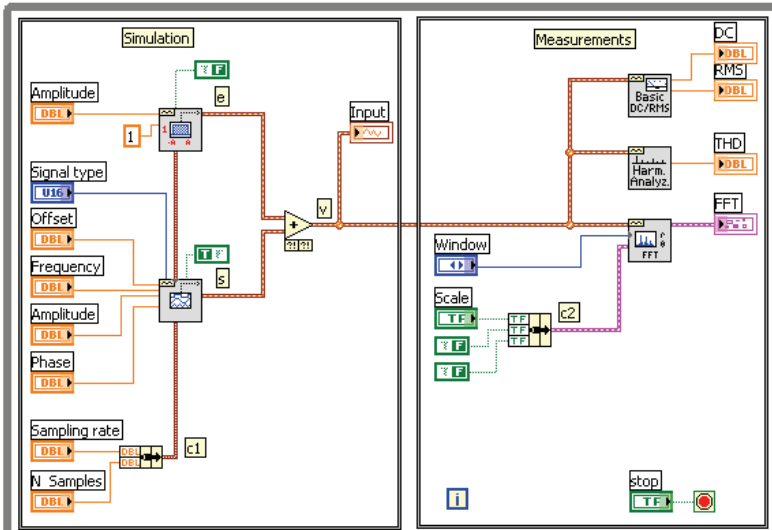 Simulation
F
e
Amplitude
DBL
1
1
-A A
Signal type
U16
Offset
DBL
Frequency
DBL
Amplitude
DBL
Phase
DBL
T
s
Sampling rate
DBL
DBL
DBL
c1
N Samples
DBL
+
?! ?!
v
Input
Measurements
DC
DBL
RMS
DBL
Basic
DC/RMS
THD
DBL
Harm.
Analyz.
FFT
FFT
Window
Scale
TF
TF
TF
TF
c2
F
F
i
stop
TF